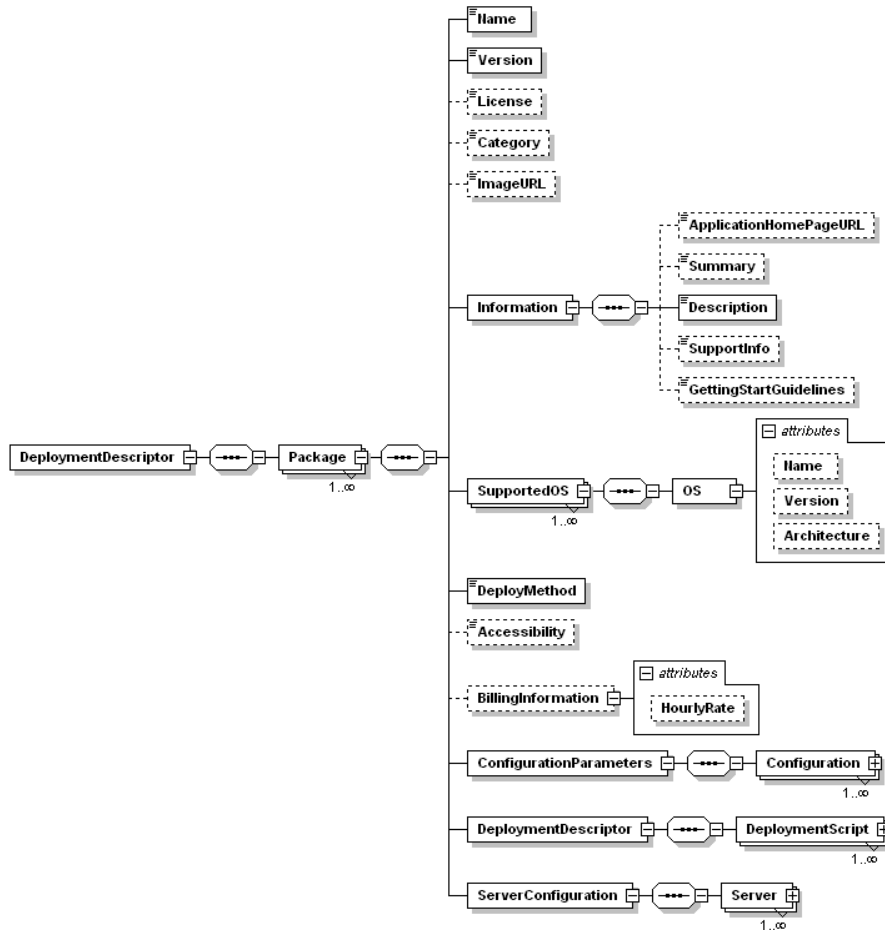 Name
Version
License
Category
ImageURL
ApplicationHomePageURL
Summary
Information
Description
SupportInfo
GettingStartGuidelines
attributes
DeploymentDescriptor
Package
1..∞
Name
SupportedOS
1..∞
OS
Version
Architecture
DeployMethod
Accessibility
attributes
BillingInformation
HourlyRate
ConfigurationParameters
Configuration
1..∞
DeploymentDescriptor
DeploymentScript
1..∞
ServerConfiguration
Server
1..∞